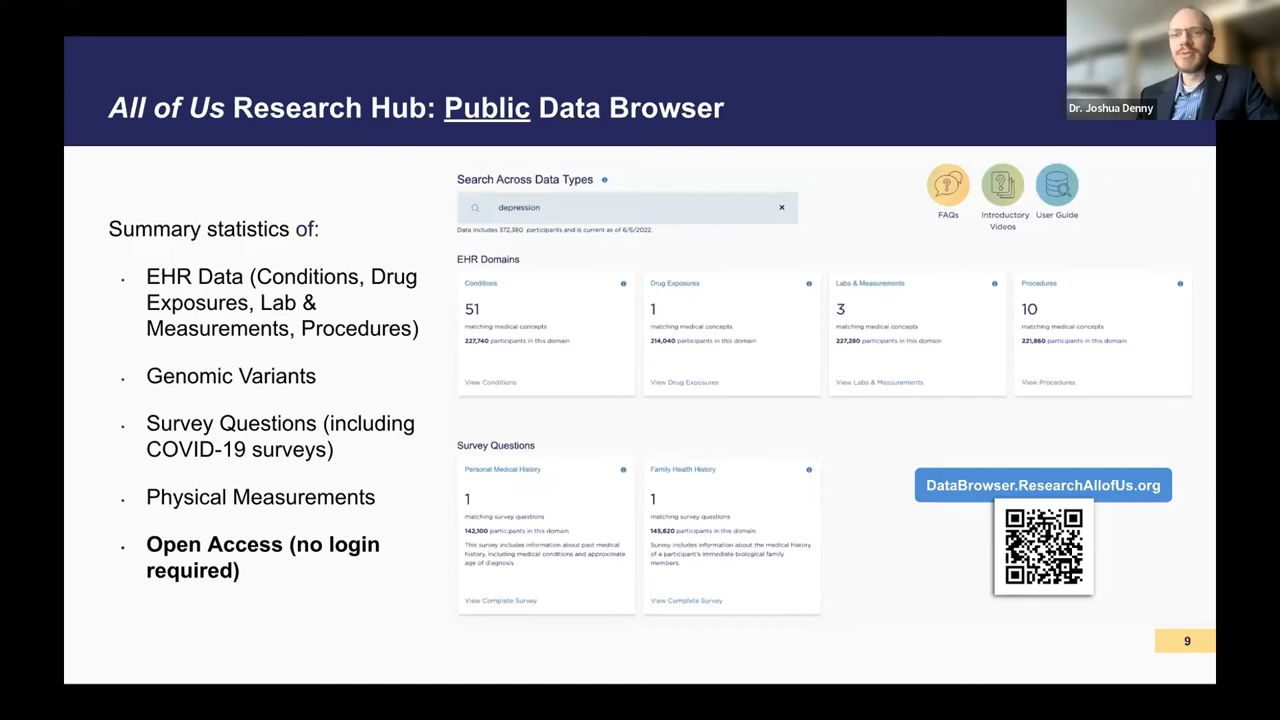 Dr. Joshua Denny
All of Us Research Hub: Public Data Browser
Summary statistics of:
· EHR Data (Conditions, Drug
Exposures, Lab &
Measurements, Procedures)
· Genomic Variants
· Survey Questions (including
COVID-19 surveys)
· Physical Measurements
· Open Access (no login
required)
Search Across Data Types
depression
Data includes 372,380 participants and is current as of 6/6/2022.
FAQs
Introductory
Videos
User Guide
EHR Domains
Conditions
51
matching medical concepts
227,740 participants in this domain
View Conditions
Drug Exposures
1
matching medical concepts
214,040 participants in this domain
View Drug Exposures
Labs & Measurements
3
matching medical concepts
227,280 participants in this domain
View Labs & Measurements
Procedures
10
matching medical concepts
221,860 participants in this domain
View Procedures
Survey Questions
Personal Medical History
1
matching survey questions
142,100 participants in this domain
This survey includes information about past medical
history, including medical conditions and approximate
age of diagnosis.
View Complete Survey
Family Health History
1
matching survey questions
145,620 participants in this domain
Survey includes information about the medical history
of a participant's immediate biological family
members.
View Complete Survey
DataBrowser.ResearchAllofUs.org
9